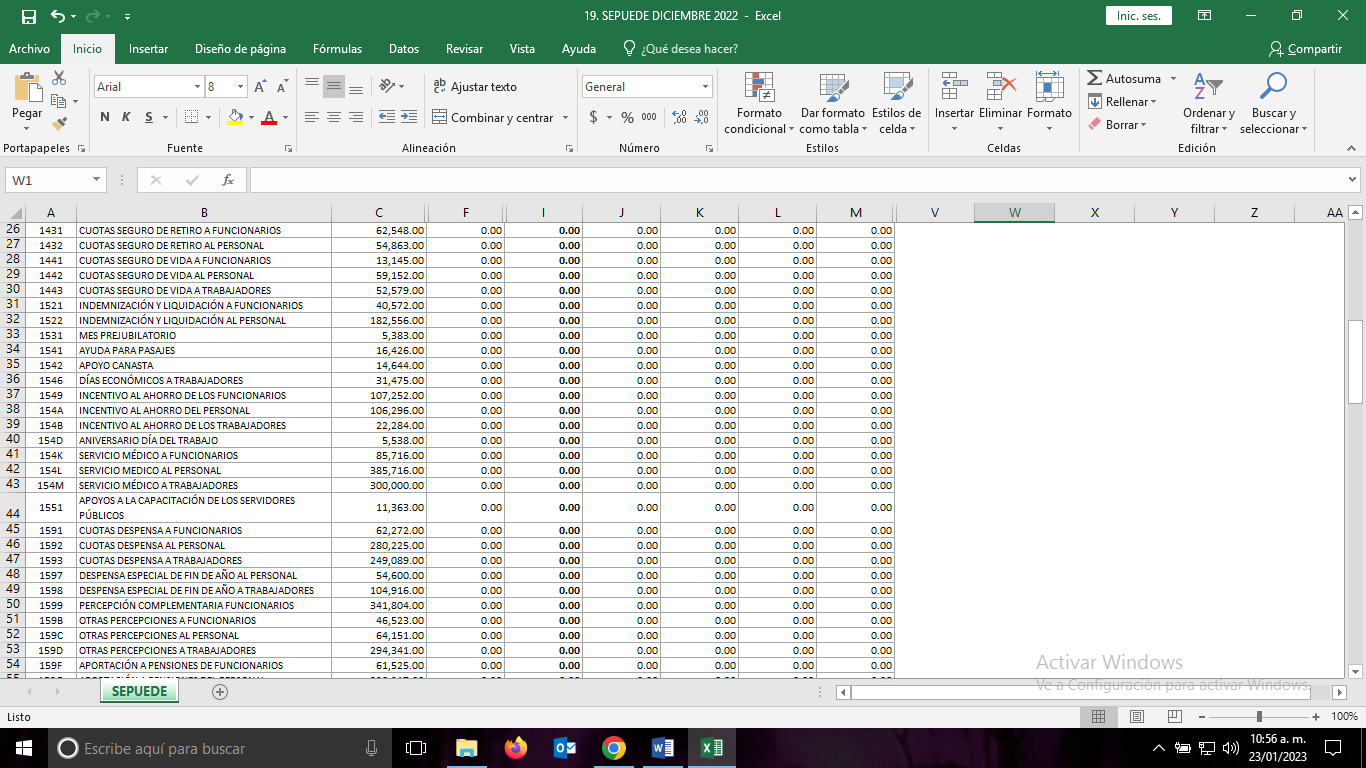 19. SEPUEDE DICIEMBRE 2022 - Excel
Inic. ses.
Archivo Inicio Insertar Diseño de página Fórmulas Datos Revisar Vista Ayuda ¿Qué desea hacer? Compartir
Pegar
Portapapeles
Arial 8
N K S
Fuente
Ajustar texto
Combinar y centrar
Alineación
General
$ % 000
Número
Formato condicional
Dar formato como tabla
Estilos de celda
Estilos
Insertar Eliminar Formato
Celdas
Autosuma
Rellenar
Borrar
Ordenar y filtrar
Buscar y seleccionar
Edición
W1
fx
A B C F I J K L M V W X Y Z AA
26 1431 CUOTAS SEGURO DE RETIRO A FUNCIONARIOS 62,548.00 0.00 0.00 0.00 0.00 0.00 0.00
27 1432 CUOTAS SEGURO DE RETIRO AL PERSONAL 54,863.00 0.00 0.00 0.00 0.00 0.00 0.00
28 1441 CUOTAS SEGURO DE VIDA A FUNCIONARIOS 13,145.00 0.00 0.00 0.00 0.00 0.00 0.00
29 1442 CUOTAS SEGURO DE VIDA AL PERSONAL 59,152.00 0.00 0.00 0.00 0.00 0.00 0.00
30 1443 CUOTAS SEGURO DE VIDA A TRABAJADORES 52,579.00 0.00 0.00 0.00 0.00 0.00 0.00
31 1521 INDEMNIZACIÓN Y LIQUIDACIÓN A FUNCIONARIOS 40,572.00 0.00 0.00 0.00 0.00 0.00 0.00
32 1522 INDEMNIZACIÓN Y LIQUIDACIÓN AL PERSONAL 182,556.00 0.00 0.00 0.00 0.00 0.00 0.00
33 1531 MES PREJUBILATORIO 5,383.00 0.00 0.00 0.00 0.00 0.00 0.00
34 1541 AYUDA PARA PASAJES 16,426.00 0.00 0.00 0.00 0.00 0.00 0.00
35 1542 APOYO CANASTA 14,644.00 0.00 0.00 0.00 0.00 0.00 0.00
36 1546 DÍAS ECONÓMICOS A TRABAJADORES 31,475.00 0.00 0.00 0.00 0.00 0.00 0.00
37 1549 INCENTIVO AL AHORRO DE LOS FUNCIONARIOS 107,252.00 0.00 0.00 0.00 0.00 0.00 0.00
38 154A INCENTIVO AL AHORRO DEL PERSONAL 106,296.00 0.00 0.00 0.00 0.00 0.00 0.00
39 154B INCENTIVO AL AHORRO DE LOS TRABAJADORES 22,284.00 0.00 0.00 0.00 0.00 0.00 0.00
40 154D ANIVERSARIO DÍA DEL TRABAJO 5,538.00 0.00 0.00 0.00 0.00 0.00 0.00
41 154K SERVICIO MÉDICO A FUNCIONARIOS 85,716.00 0.00 0.00 0.00 0.00 0.00 0.00
42 154L SERVICIO MEDICO AL PERSONAL 385,716.00 0.00 0.00 0.00 0.00 0.00 0.00
43 154M SERVICIO MÉDICO A TRABAJADORES 300,000.00 0.00 0.00 0.00 0.00 0.00 0.00
44 1551 APOYOS A LA CAPACITACIÓN DE LOS SERVIDORES PÚBLICOS 11,363.00 0.00 0.00 0.00 0.00 0.00 0.00
45 1591 CUOTAS DESPENSA A FUNCIONARIOS 62,272.00 0.00 0.00 0.00 0.00 0.00 0.00
46 1592 CUOTAS DESPENSA AL PERSONAL 280,225.00 0.00 0.00 0.00 0.00 0.00 0.00
47 1593 CUOTAS DESPENSA A TRABAJADORES 249,089.00 0.00 0.00 0.00 0.00 0.00 0.00
48 1597 DESPENSA ESPECIAL DE FIN DE AÑO AL PERSONAL 54,600.00 0.00 0.00 0.00 0.00 0.00 0.00
49 1598 DESPENSA ESPECIAL DE FIN DE AÑO A TRABAJADORES 104,916.00 0.00 0.00 0.00 0.00 0.00 0.00
50 1599 PERCEPCIÓN COMPLEMENTARIA FUNCIONARIOS 341,804.00 0.00 0.00 0.00 0.00 0.00 0.00
51 159B OTRAS PERCEPCIONES A FUNCIONARIOS 46,523.00 0.00 0.00 0.00 0.00 0.00 0.00
52 159C OTRAS PERCEPCIONES AL PERSONAL 64,151.00 0.00 0.00 0.00 0.00 0.00 0.00
53 159D OTRAS PERCEPCIONES A TRABAJADORES 294,341.00 0.00 0.00 0.00 0.00 0.00 0.00
54 159F APORTACIÓN A PENSIONES DE FUNCIONARIOS 61,525.00 0.00 0.00 0.00 0.00 0.00 0.00
Activar Windows
Ve a Configuración para activar Windows.
SEPUEDE
Listo
100%
Escribe aquí para buscar
10:56 a. m.
23/01/2023